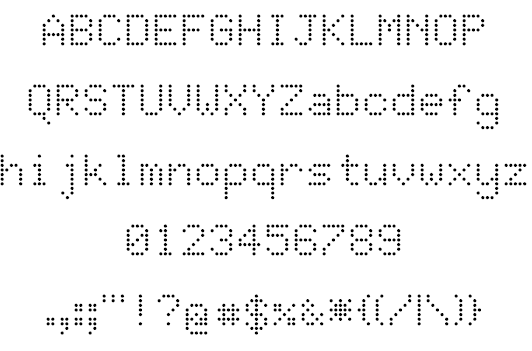 ABCDEFGHIJKLMNOP
QRSTUVWXYZabcdefg
hijklmnopqrstuvwxyz
0123456789
.,:;"'!?@#$%&*{(/|\)}